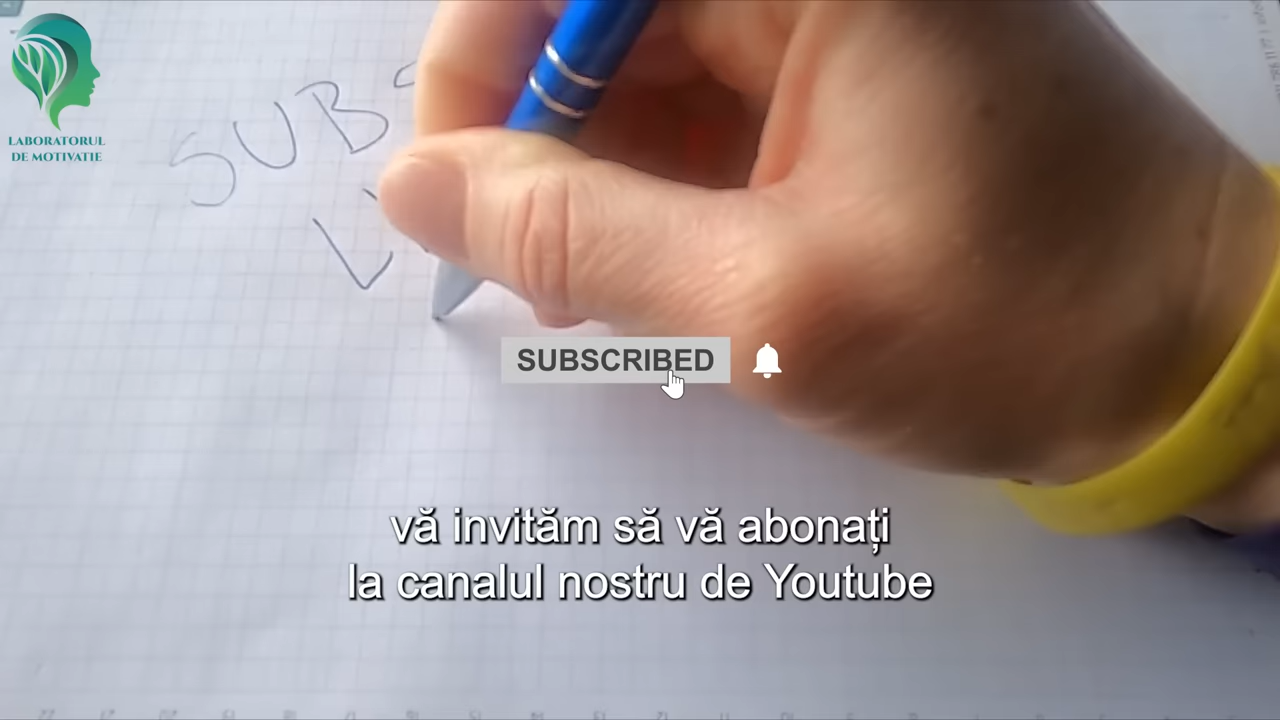 LABORATORUL
DE MOTIVATIE
SUB
SUBSCRIBED
vă invităm să vă abonați
la canalul nostru de Youtube